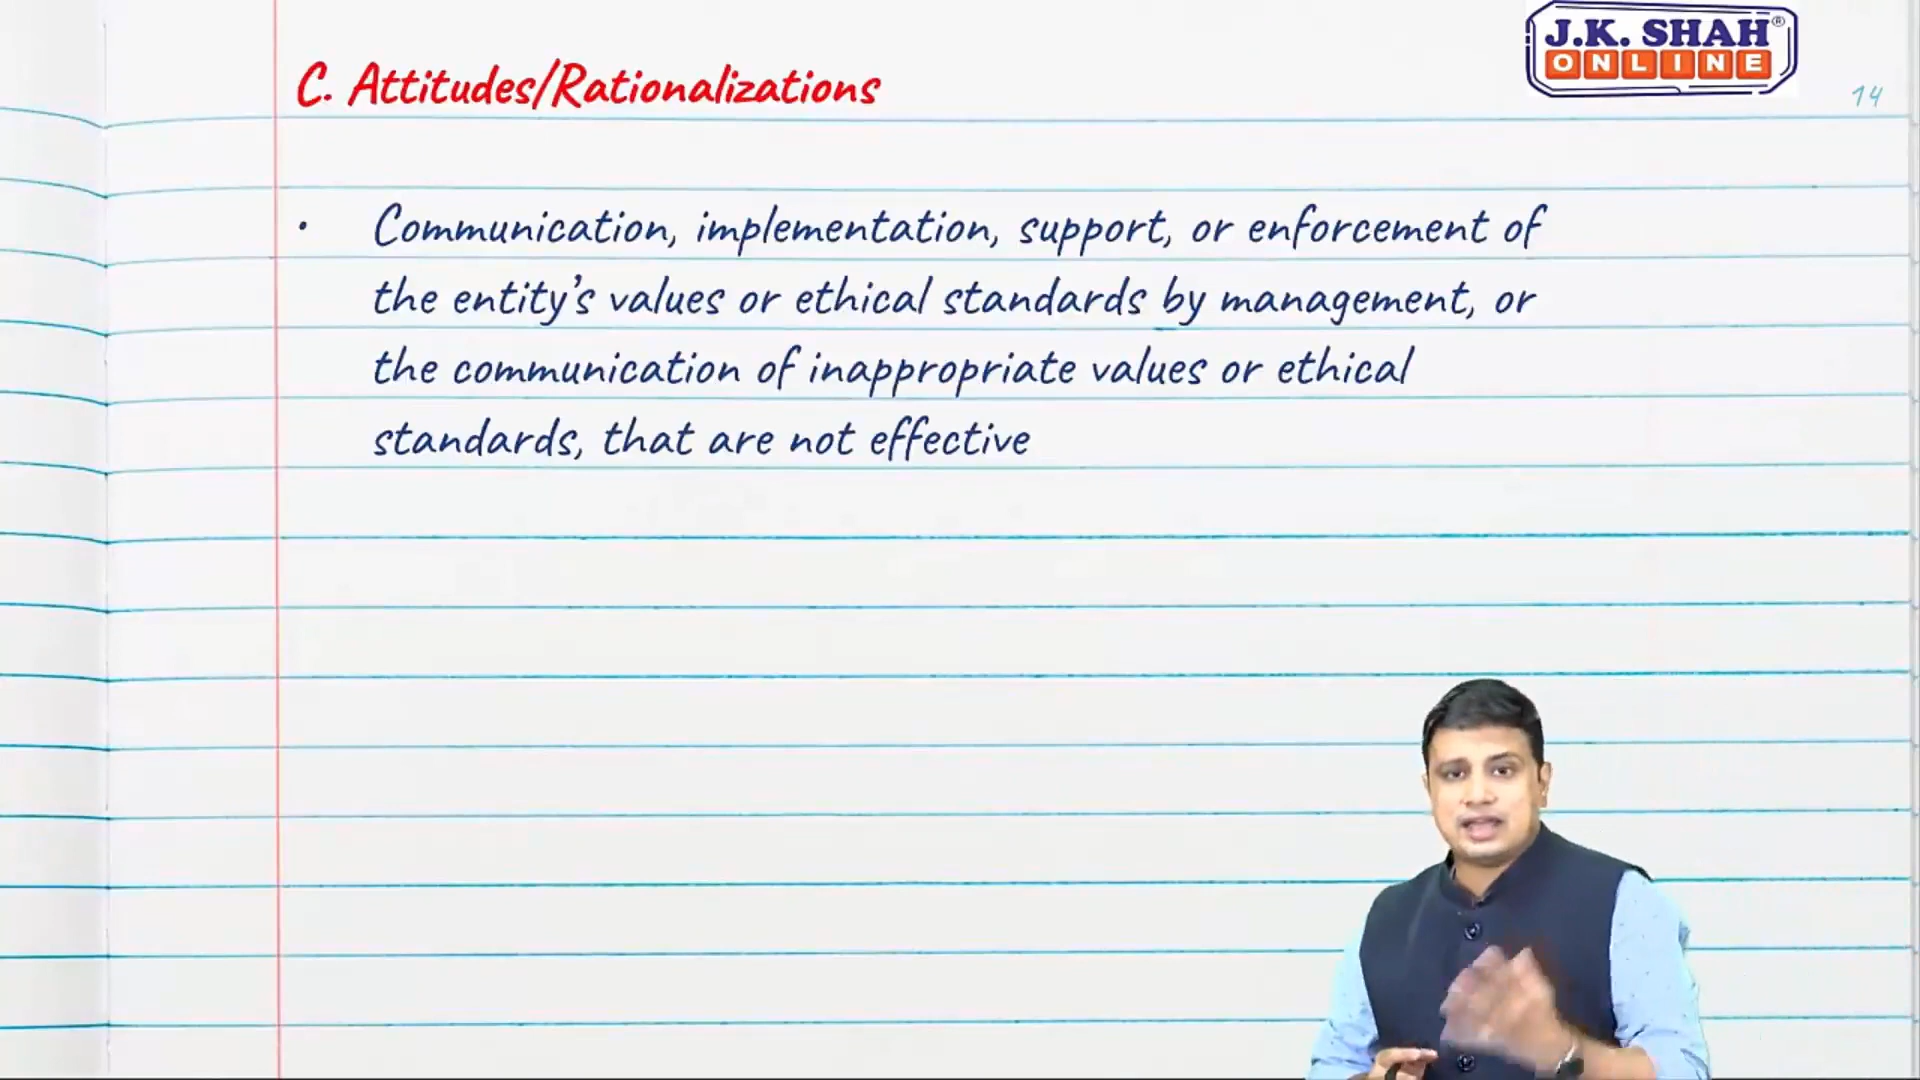 J.K. SHAH®
ONLINE
14
C. Attitudes/Rationalizations
• Communication, implementation, support, or enforcement of
the entity's values or ethical standards by management, or
the communication of inappropriate values or ethical
standards, that are not effective